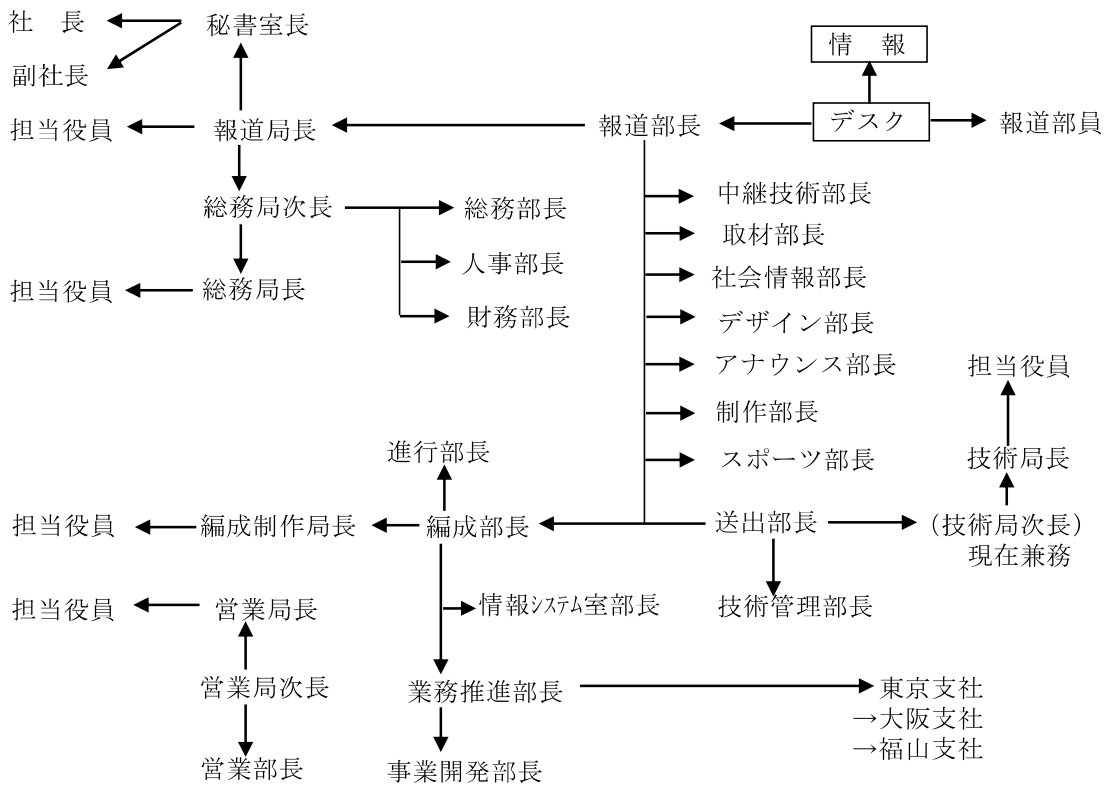 社　長
秘書室長
情　報
副社長
担当役員
報道局長
報道部長
デスク
報道部員
総務局次長
総務部長
中継技術部長
取材部長
人事部長
社会情報部長
担当役員
総務局長
財務部長
デザイン部長
アナウンス部長
担当役員
制作部長
進行部長
スポーツ部長
技術局長
担当役員
編成制作局長
編成部長
送出部長
（技術局次長）
現在兼務
担当役員
営業局長
情報ｼｽﾃﾑ室部長
技術管理部長
営業局次長
業務推進部長
東京支社
→大阪支社
→福山支社
営業部長
事業開発部長